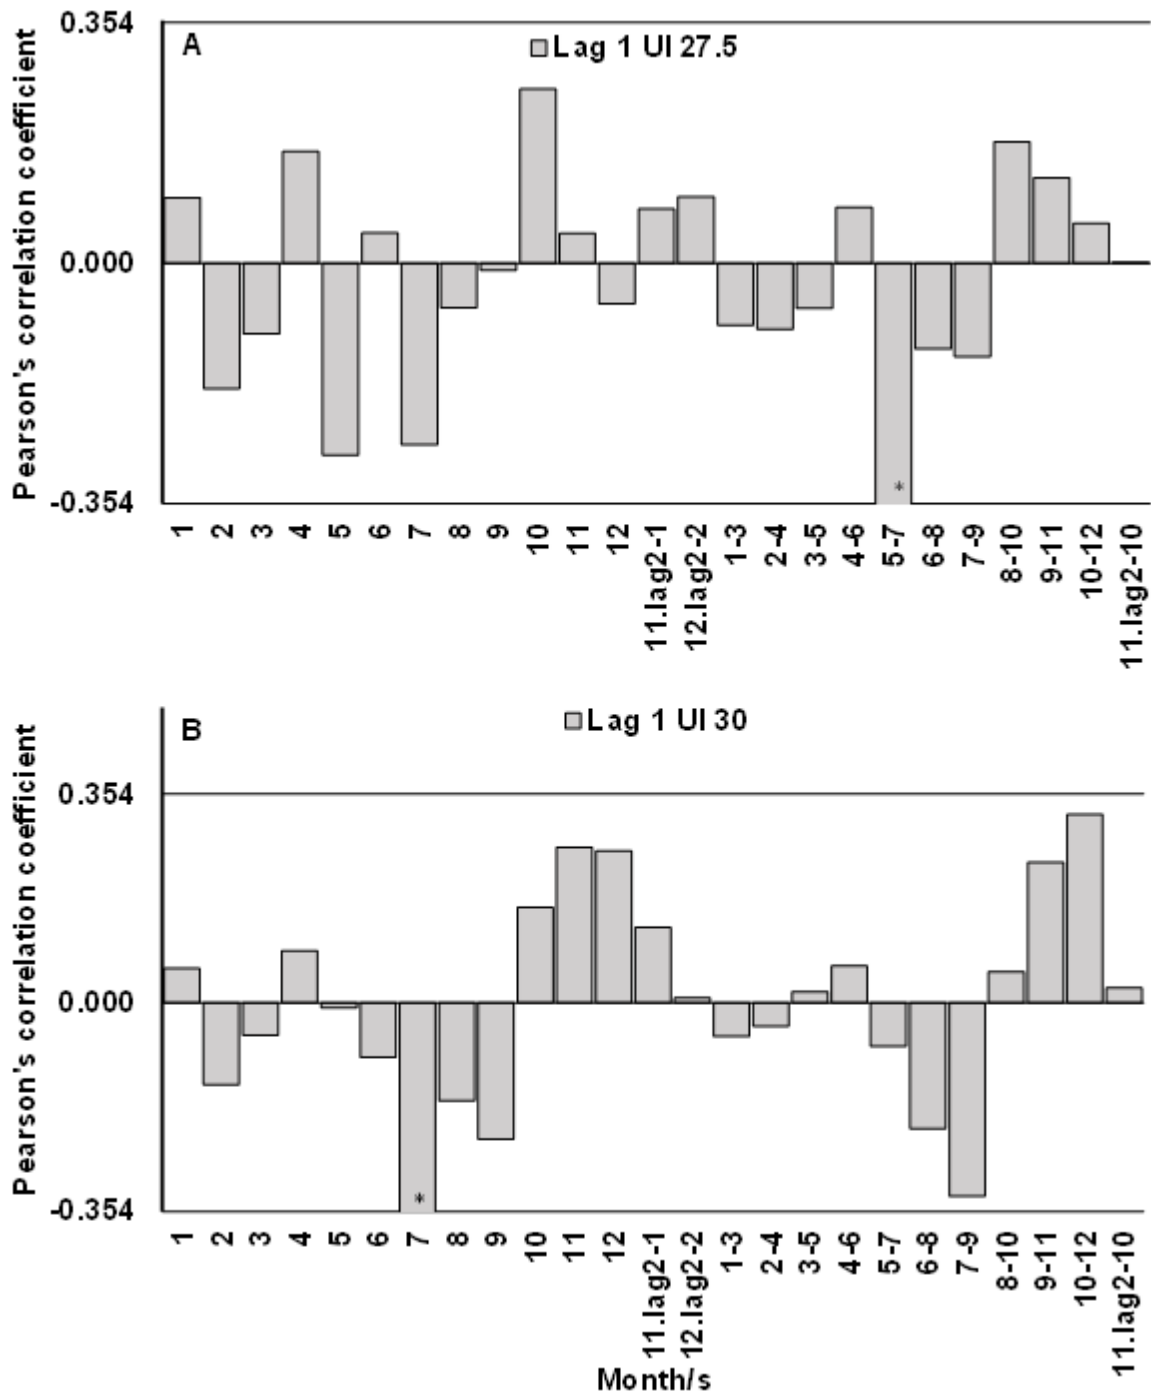 0.354
A
Lag 1 UI 27.5
Pearson's correlation coefficient
0.000
*
-0.354
1 2 3 4 5 6 7 8 9 10 11 12 11.lag2-1 12.lag2-2 1-3 2-4 3-5 4-6 5-7 6-8 7-9 8-10 9-11 10-12 11.lag2-10
B
Lag 1 UI 30
Pearson's correlation coefficient
0.354
0.000
*
-0.354
1 2 3 4 5 6 7 8 9 10 11 12 11.lag2-1 12.lag2-2 1-3 2-4 3-5 4-6 5-7 6-8 7-9 8-10 9-11 10-12 11.lag2-10
Month/s